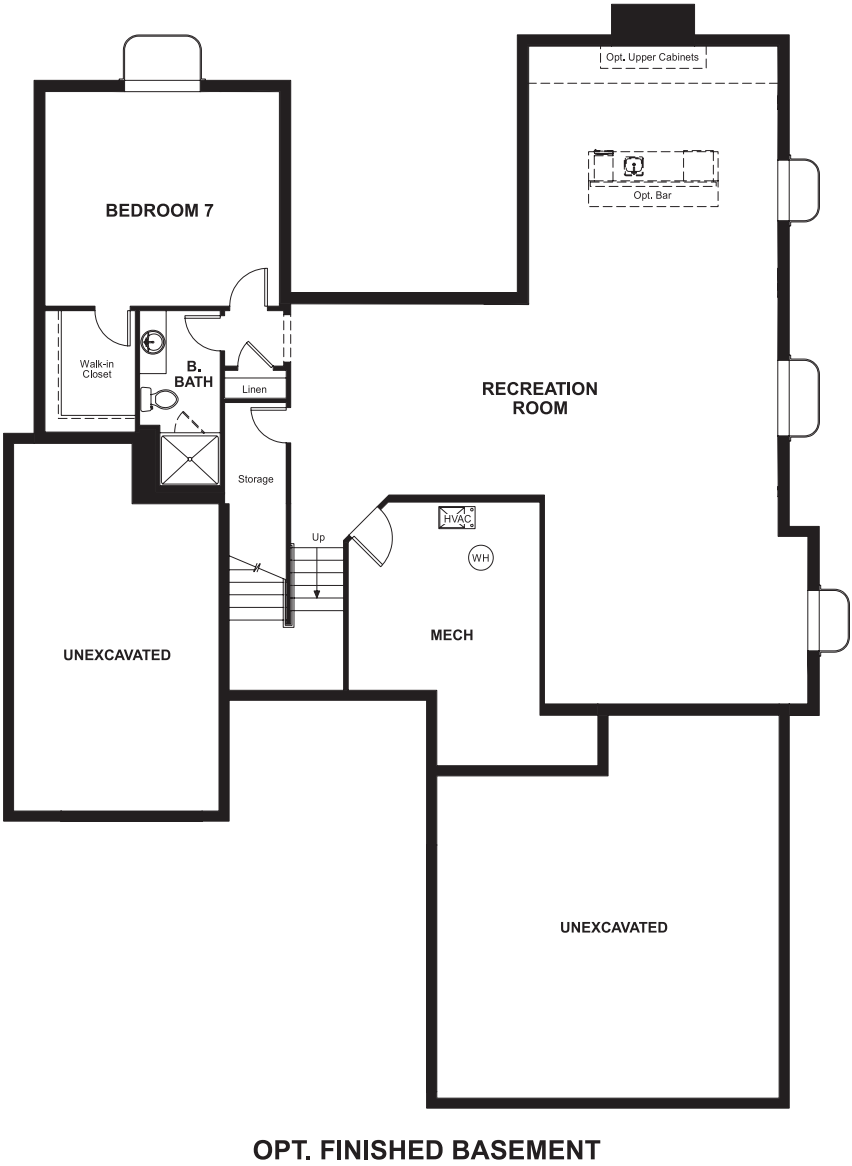 Opt. Upper Cabinets
Opt. Bar
BEDROOM 7
Walk-in
Closet
B.
BATH
Linen
RECREATION
ROOM
Storage
Up
HVAC
WH
MECH
UNEXCAVATED
UNEXCAVATED
OPT. FINISHED BASEMENT